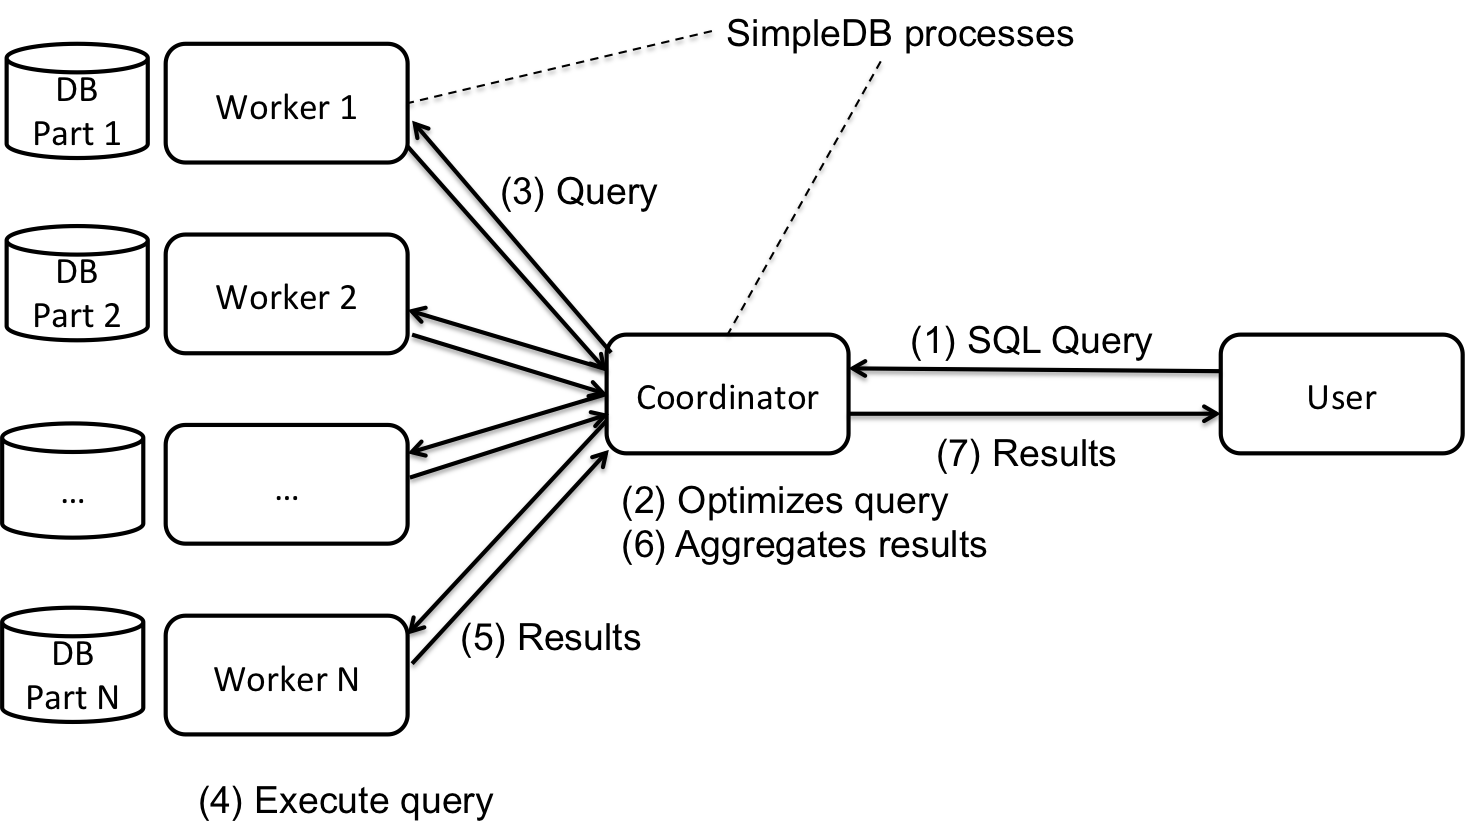 SimpleDB processes
DB
Part 1
Worker 1
(3) Query
DB
Part 2
Worker 2
(1) SQL Query
Coordinator
User
(7) Results
...
...
(2) Optimizes query
(6) Aggregates results
(5) Results
DB
Part N
Worker N
(4) Execute query